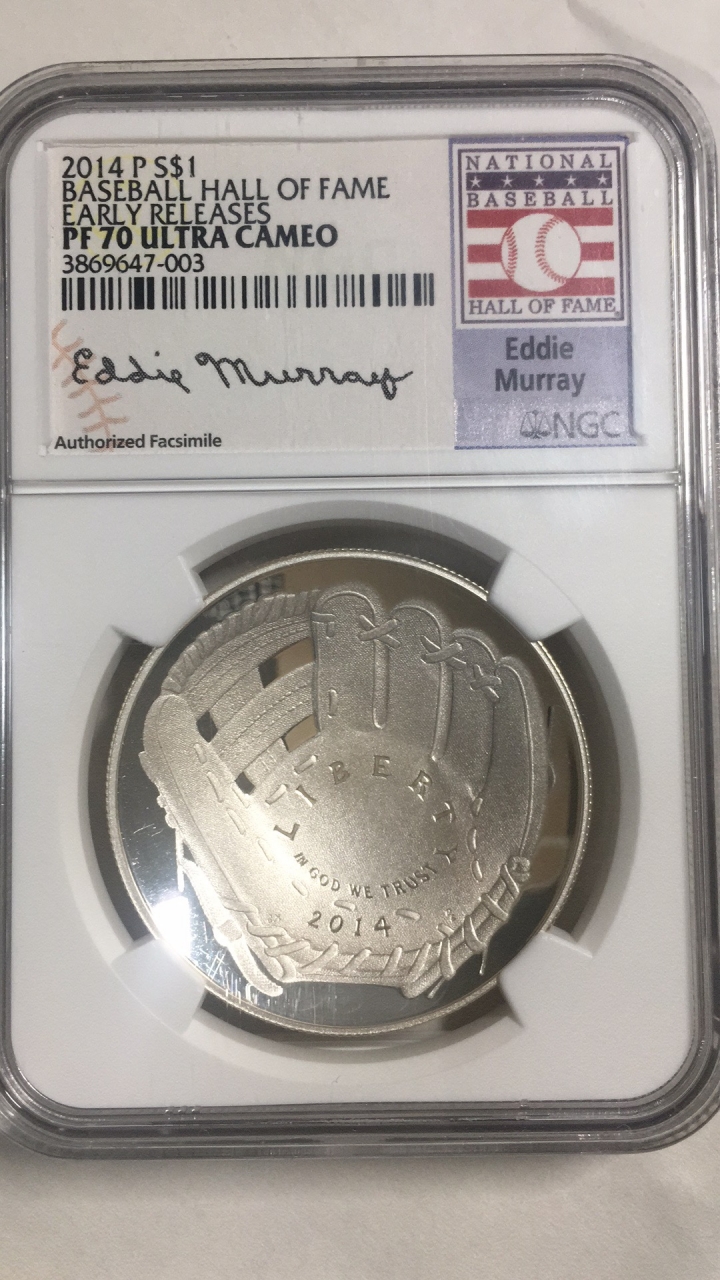 2014 P S$1
BASEBALL HALL OF FAME
EARLY RELEASES
PF 70 ULTRA CAMEO
3869647-003
Eddie Murray
Authorized Facsimile
NATIONAL
BASEBALL
HALL OF FAME
Eddie
Murray
NGC
LIBERTY
IN GOD WE TRUST
2014